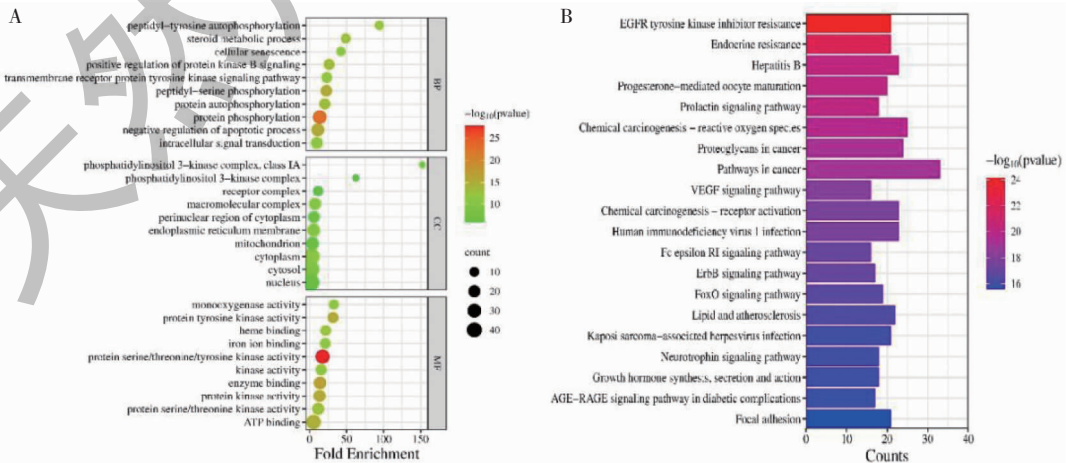 A
peptidyl-tyrosine autophosphorylation
steroid metabolic process
cellular senescence
positive regulation of protein kinase B signaling
transmembrane receptor protein tyrosine kinase signaling pathway
peptidyl-serine phosphorylation
protein autophosphorylation
protein phosphorylation
negative regulation of apoptotic process
intracellular signal transduction
BP
phosphatidylinositol 3-kinase complex, class IA
phosphatidylinositol 3-kinase complex
receptor complex
macromolecular complex
perinuclear region of cytoplasm
endoplasmic reticulum membrane
mitochondrion
cytoplasm
cytosol
nucleus
CC
monooxygenase activity
protein tyrosine kinase activity
heme binding
iron ion binding
protein serine/threonine/tyrosine kinase activity
kinase activity
enzyme binding
protein kinase activity
protein serine/threonine kinase activity
ATP binding
MF
0 50 100 150
Fold Enrichment
-log10(pvalue)
25
20
15
10
count
10
20
30
40
B
EGFR tyrosine kinase inhibitor resistance
Endocrine resistance
Hepatitis B
Progesterone-mediated oocyte maturation
Prolactin signaling pathway
Chemical carcinogenesis - reactive oxygen species
Proteoglycans in cancer
Pathways in cancer
VEGF signaling pathway
Chemical carcinogenesis - receptor activation
Human immunodeficiency virus 1 infection
Fc epsilon RI signaling pathway
ErbB signaling pathway
FoxO signaling pathway
Lipid and atherosclerosis
Kaposi sarcoma-associated herpesvirus infection
Neurotrophin signaling pathway
Growth hormone synthesis, secretion and action
AGE-RAGE signaling pathway in diabetic complications
Focal adhesion
0 10 20 30 40
Counts
-log10(pvalue)
24
22
20
18
16